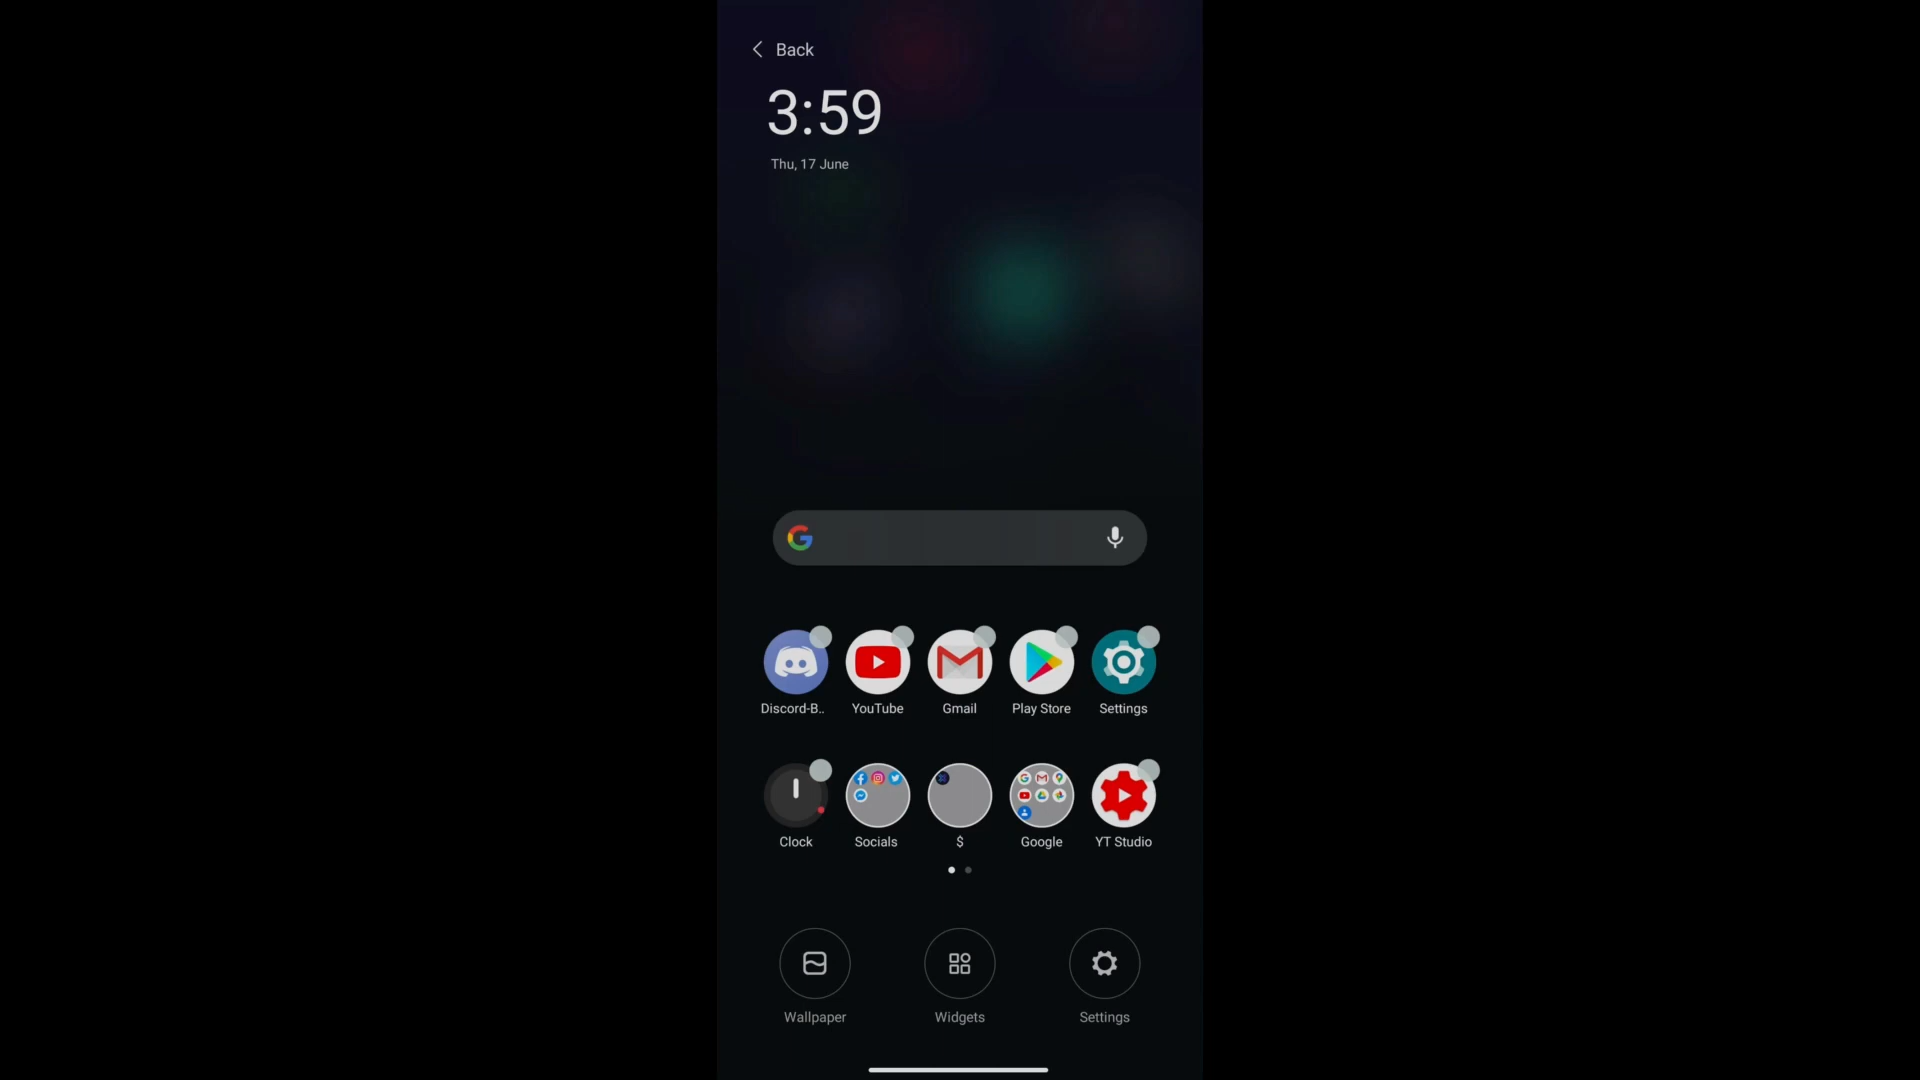 Back
3:59
Thu, 17 June
Discord-B.. YouTube Gmail Play Store Settings
Clock Socials $ Google YT Studio
Wallpaper Widgets Settings